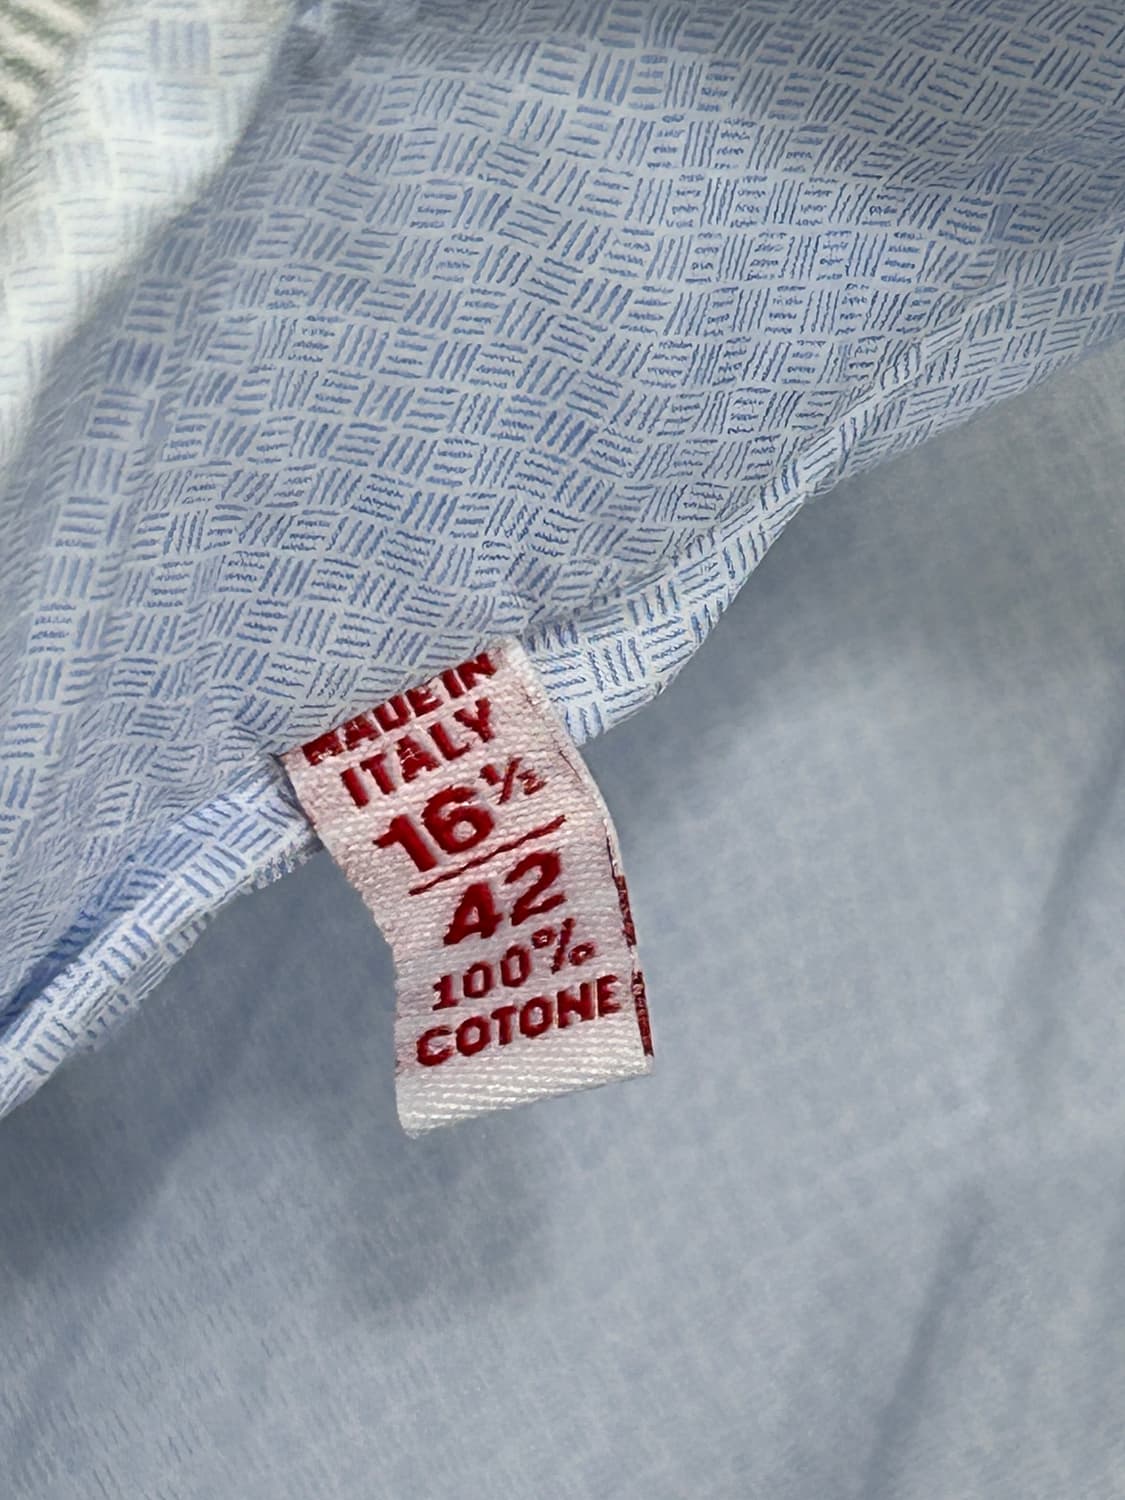 MADE IN
ITALY
16½
42
100%
COTONE